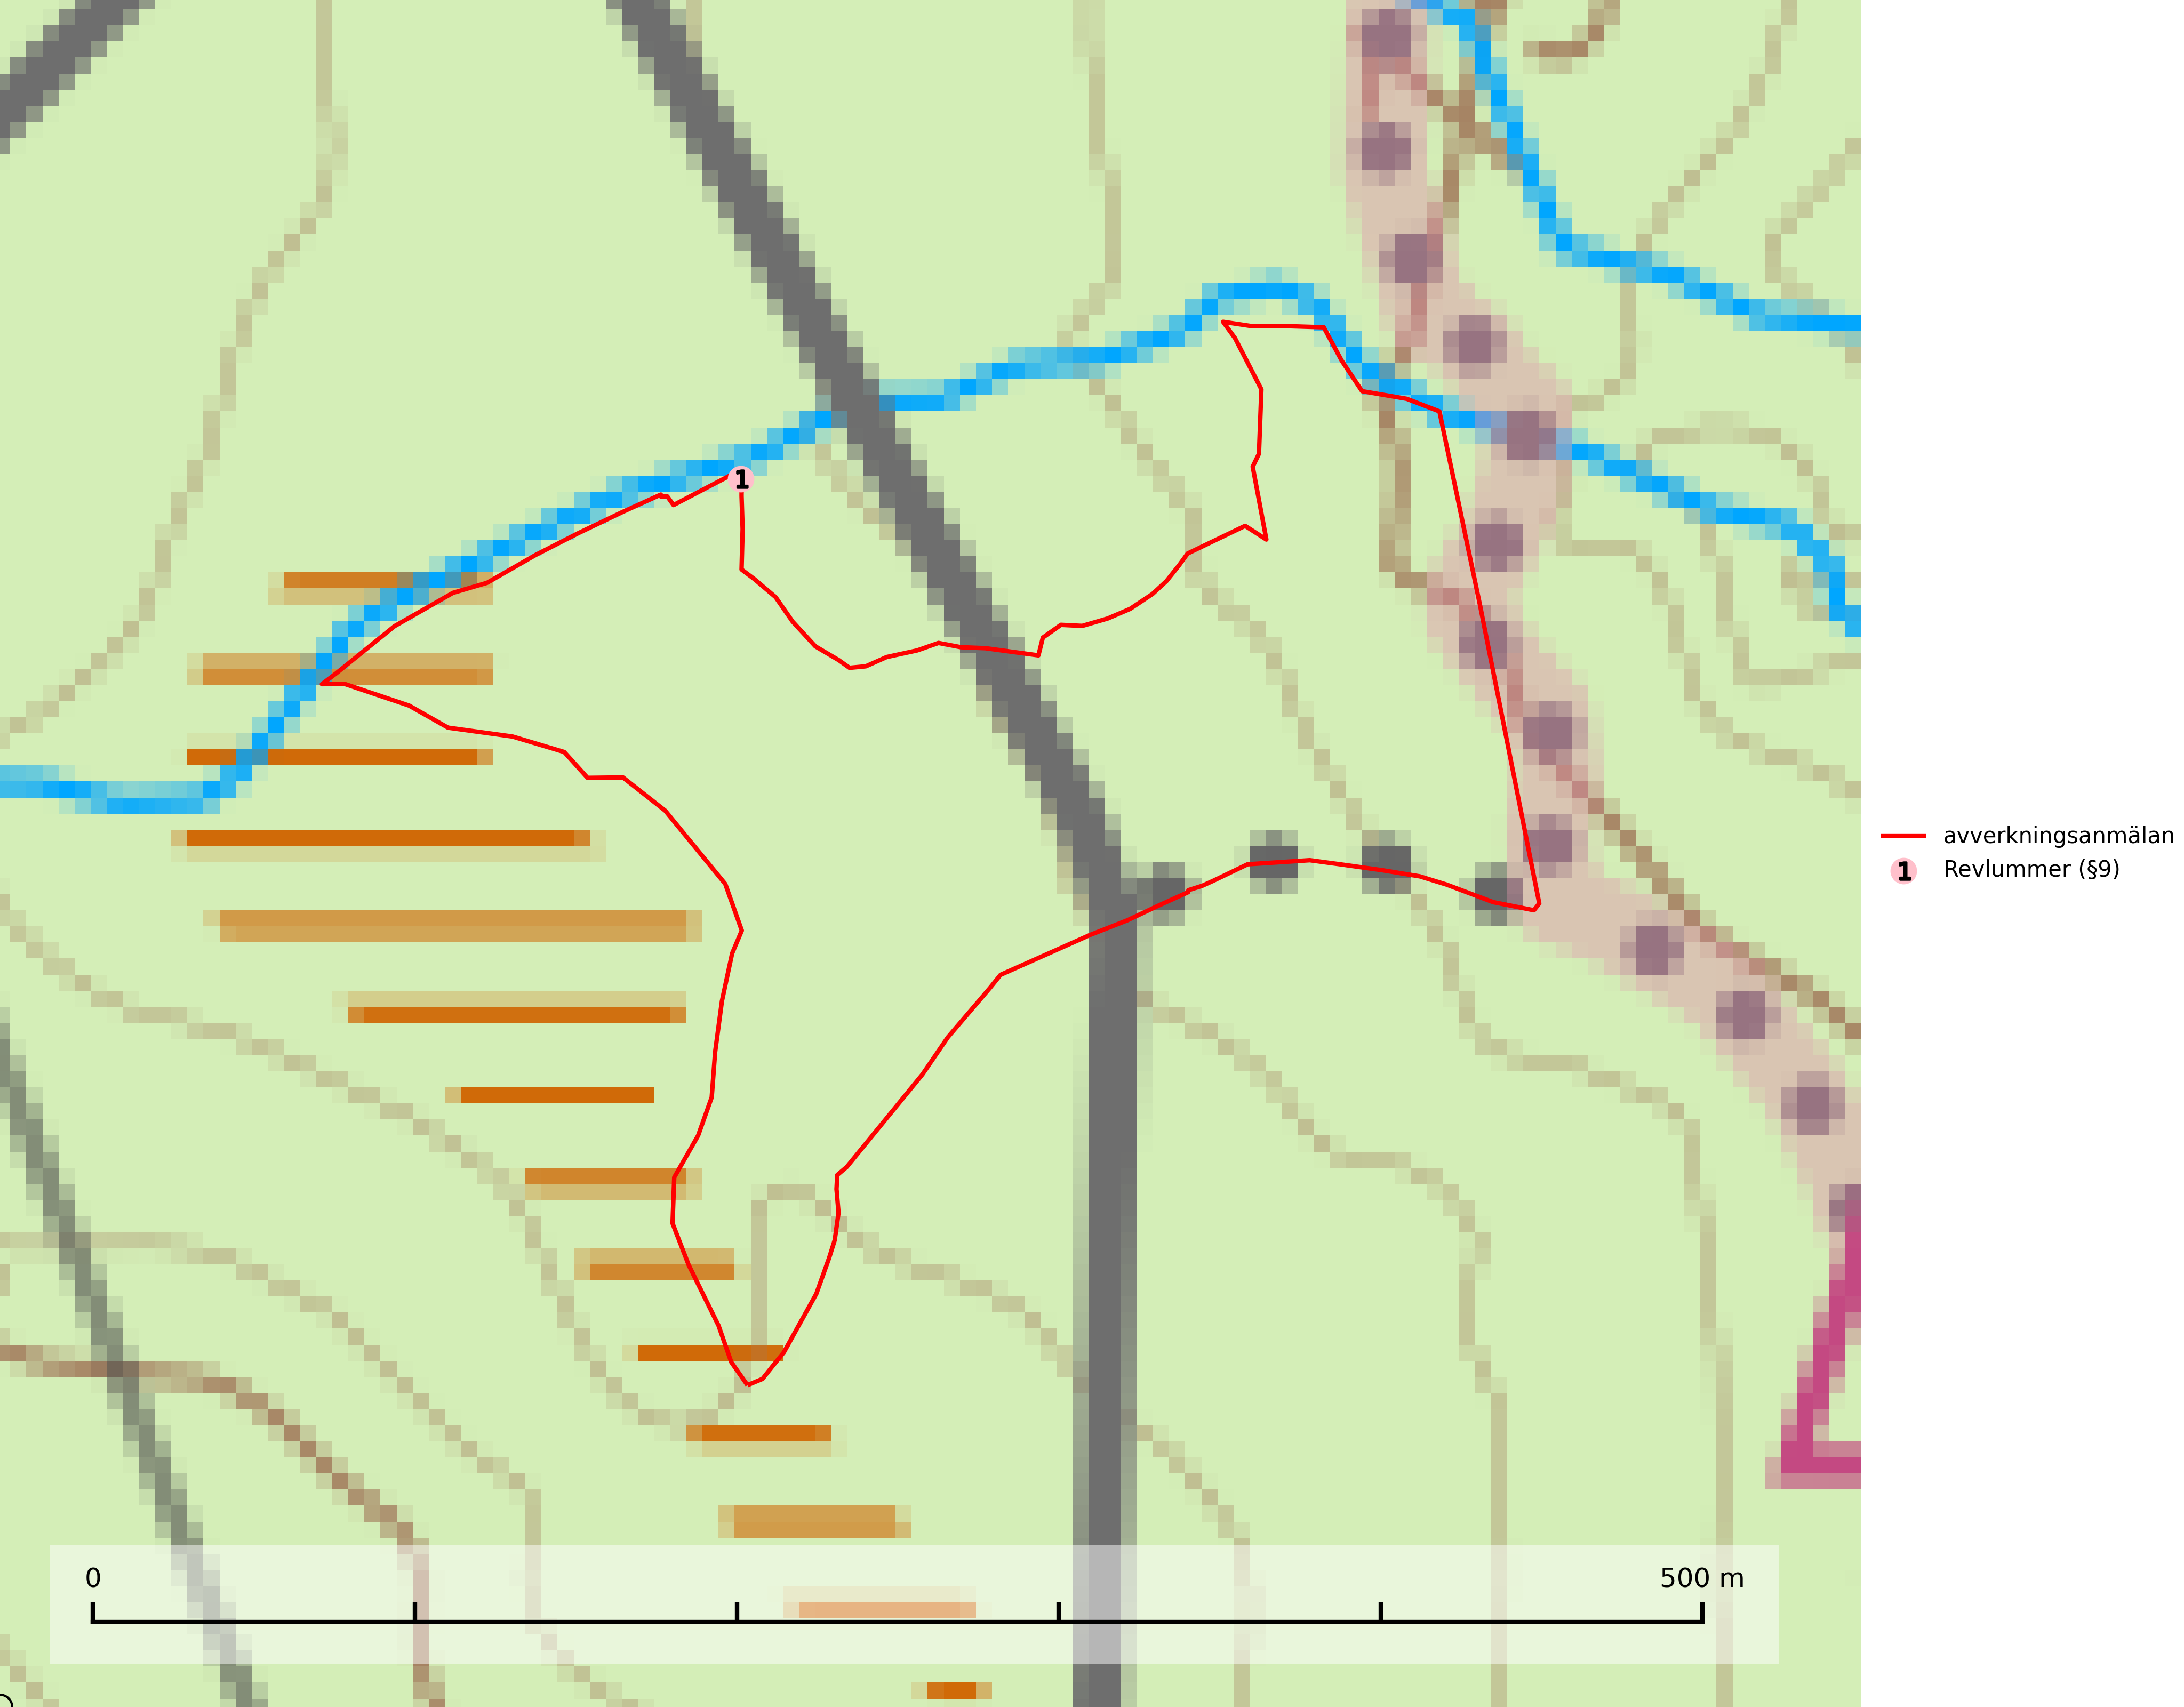 1
avverkningsanmälan
1 Revlummer (§9)
0 500 m